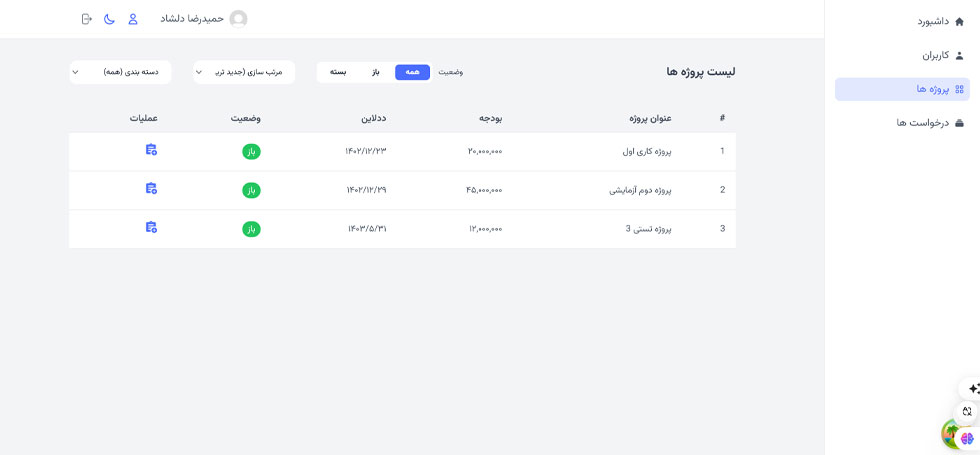 داشبورد
کاربران
پروژه ها
درخواست ها
حمیدرضا دلشاد
لیست پروژه ها
وضعیت همه باز بسته
مرتب سازی (جدید تری
دسته بندی (همه)
# عنوان پروژه بودجه ددلاین وضعیت عملیات
1 پروژه کاری اول ۲۰,۰۰۰,۰۰۰ ۱۴۰۲/۱۲/۲۳ باز
2 پروژه دوم آزمایشی ۴۵,۰۰۰,۰۰۰ ۱۴۰۲/۱۲/۲۹ باز
3 پروژه تستی 3 ۱۲,۰۰۰,۰۰۰ ۱۴۰۳/۵/۳۱ باز